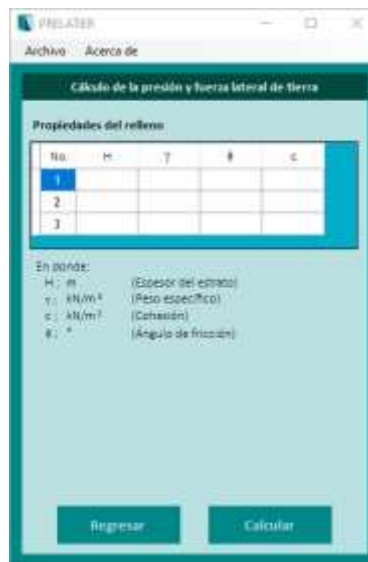 PRELATER
Archivo Acerca de
Cálculo de la presión y fuerza lateral de tierra
Propiedades del relleno
No. H γ ϕ c
1
2
3
En donde:
H : m (Espesor del estrato)
γ : kN/m³ (Peso específico)
c : kN/m² (Cohesión)
ϕ : ° (Ángulo de fricción)
Regresar Calcular